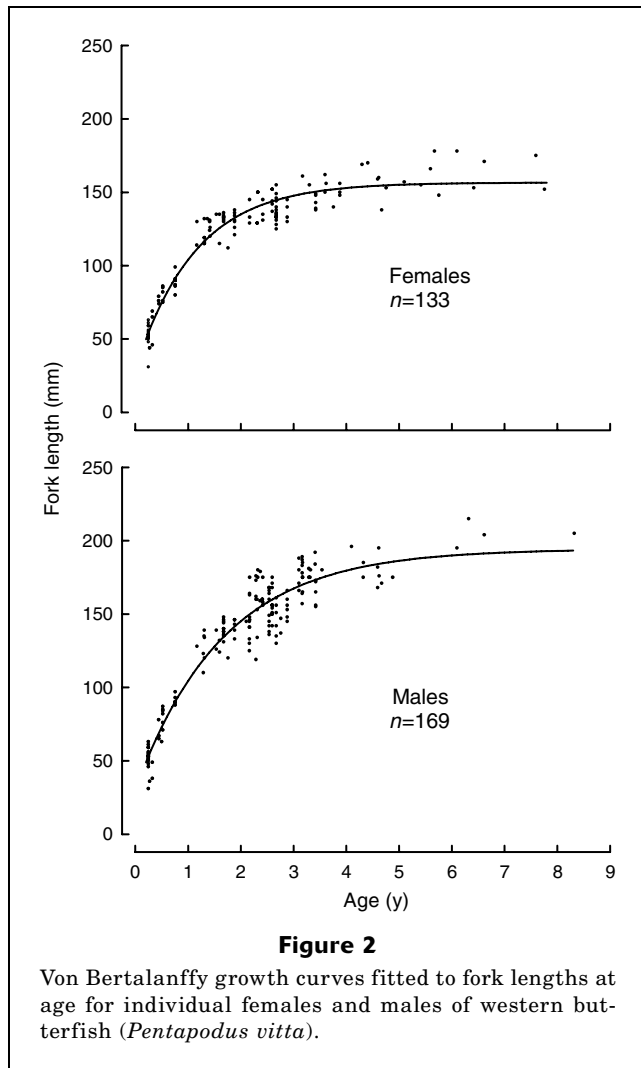 250
200
150
100
50
0
Females
n=133
Fork length (mm)
250
200
150
100
50
0
Males
n=169
0 1 2 3 4 5 6 7 8 9
Age (y)
Figure 2
Von Bertalanffy growth curves fitted to fork lengths at
age for individual females and males of western but-
terfish (Pentapodus vitta).